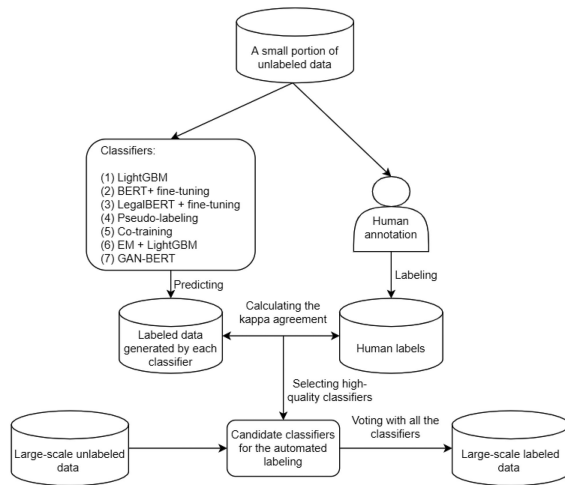 A small portion of
unlabeled data
Classifiers:
(1) LightGBM
(2) BERT+ fine-tuning
(3) LegalBERT + fine-tuning
(4) Pseudo-labeling
(5) Co-training
(6) EM + LightGBM
(7) GAN-BERT
Human
annotation
Predicting
Labeling
Labeled data
generated by each
classifier
Calculating the
kappa agreement
Human labels
Selecting high-
quality classifiers
Large-scale unlabeled
data
Candidate classifiers
for the automated
labeling
Voting with all the
classifiers
Large-scale labeled
data